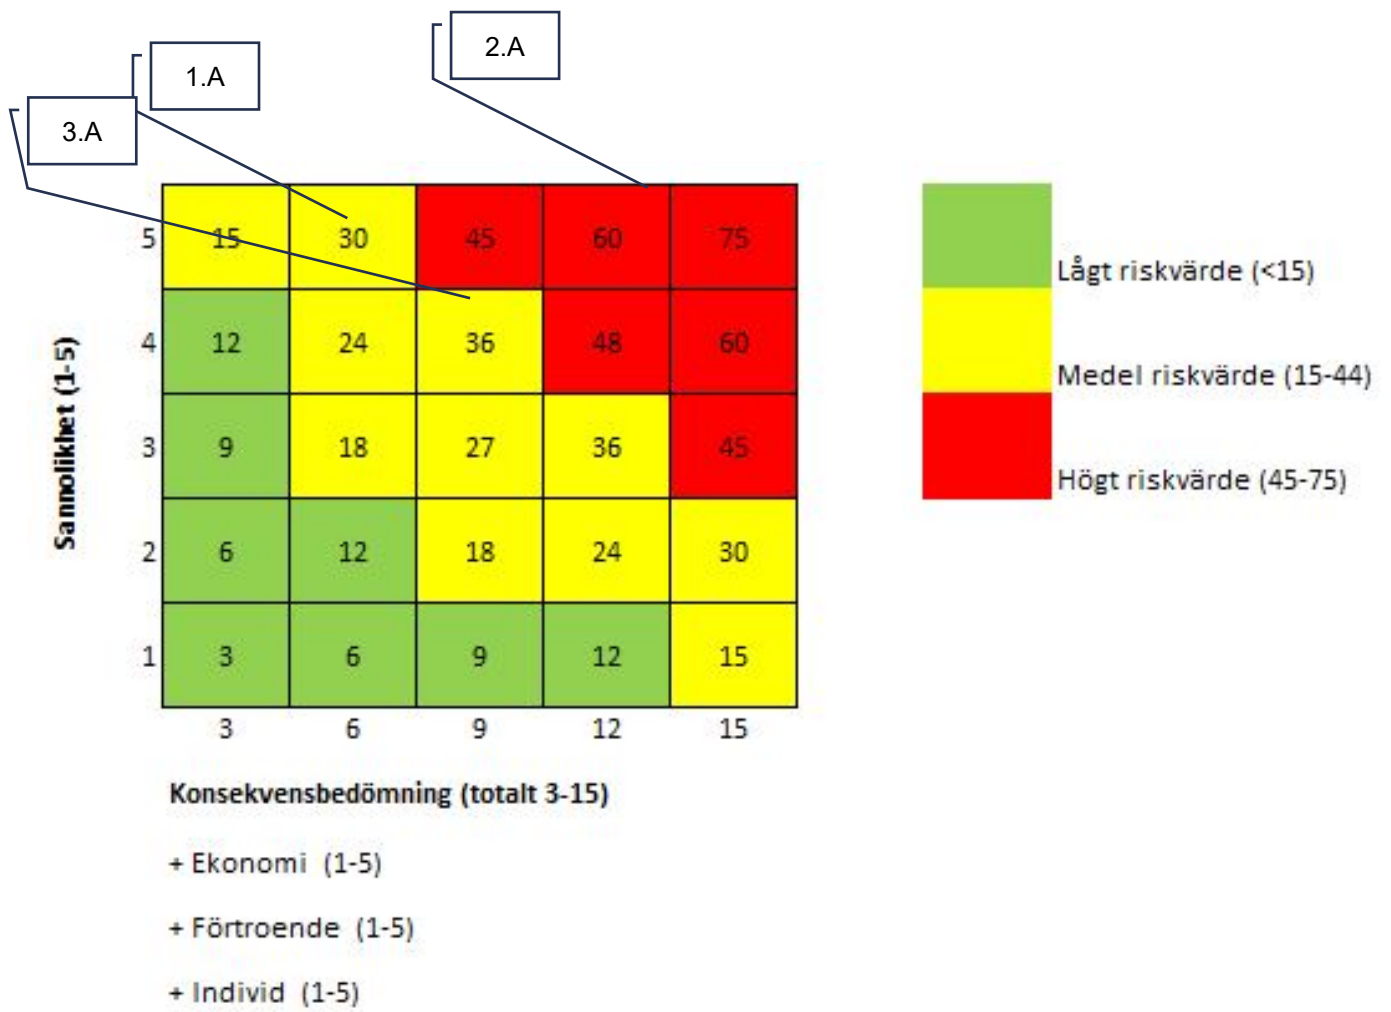 2.A
1.A
3.A
5 15 30 45 60 75
4 12 24 36 48 60
3 9 18 27 36 45
2 6 12 18 24 30
1 3 6 9 12 15
3 6 9 12 15
Sannolikhet (1-5)
Lågt riskvärde (<15)
Medel riskvärde (15-44)
Högt riskvärde (45-75)
Konsekvensbedömning (totalt 3-15)
+ Ekonomi (1-5)
+ Förtroende (1-5)
+ Individ (1-5)